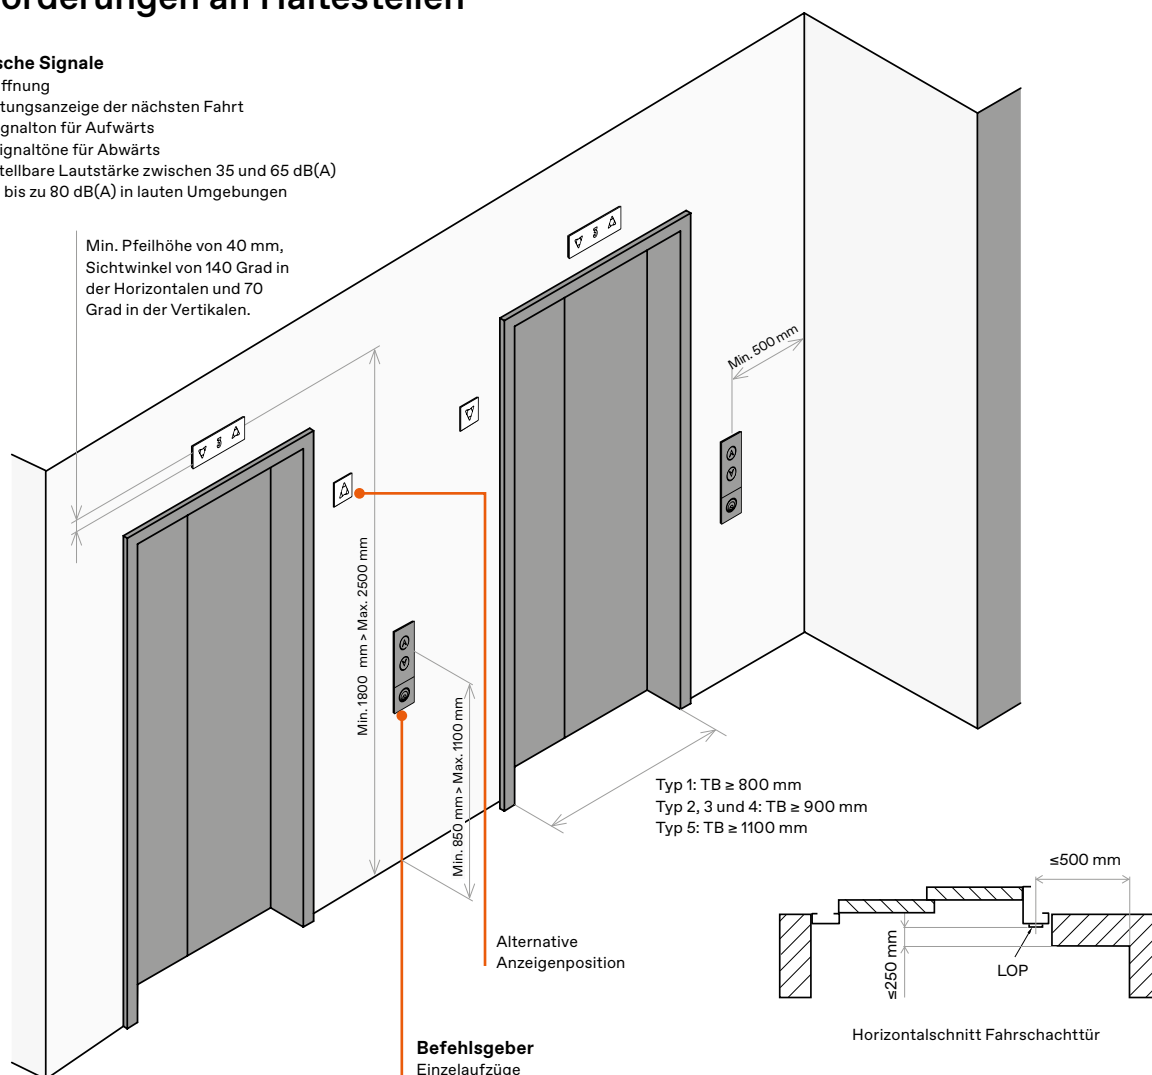 orderungen an Haltestellen
sche Signale
ffnung
tungsanzeige der nächsten Fahrt
gnalton für Aufwärts
ignaltöne für Abwärts
tellbare Lautstärke zwischen 35 und 65 dB(A)
bis zu 80 dB(A) in lauten Umgebungen
Min. Pfeilhöhe von 40 mm,
Sichtwinkel von 140 Grad in
der Horizontalen und 70
Grad in der Vertikalen.
3
3
Min. 500 mm
Min. 1800 mm > Max. 2500 mm
Min. 850 mm > Max. 1100 mm
Typ 1: TB ≥ 800 mm
Typ 2, 3 und 4: TB ≥ 900 mm
Typ 5: TB ≥ 1100 mm
Alternative
Anzeigenposition
Befehlsgeber
Einzelaufzüge
≤500 mm
≤250 mm
LOP
Horizontalschnitt Fahrschachttür